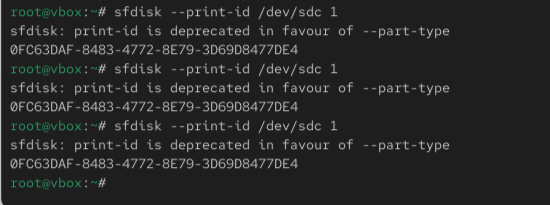 root@vbox:~# sfdisk --print-id /dev/sdc 1
sfdisk: print-id is deprecated in favour of --part-type
0FC63DAF-8483-4772-8E79-3D69D8477DE4
root@vbox:~# sfdisk --print-id /dev/sdc 1
sfdisk: print-id is deprecated in favour of --part-type
0FC63DAF-8483-4772-8E79-3D69D8477DE4
root@vbox:~# sfdisk --print-id /dev/sdc 1
sfdisk: print-id is deprecated in favour of --part-type
0FC63DAF-8483-4772-8E79-3D69D8477DE4
root@vbox:~#